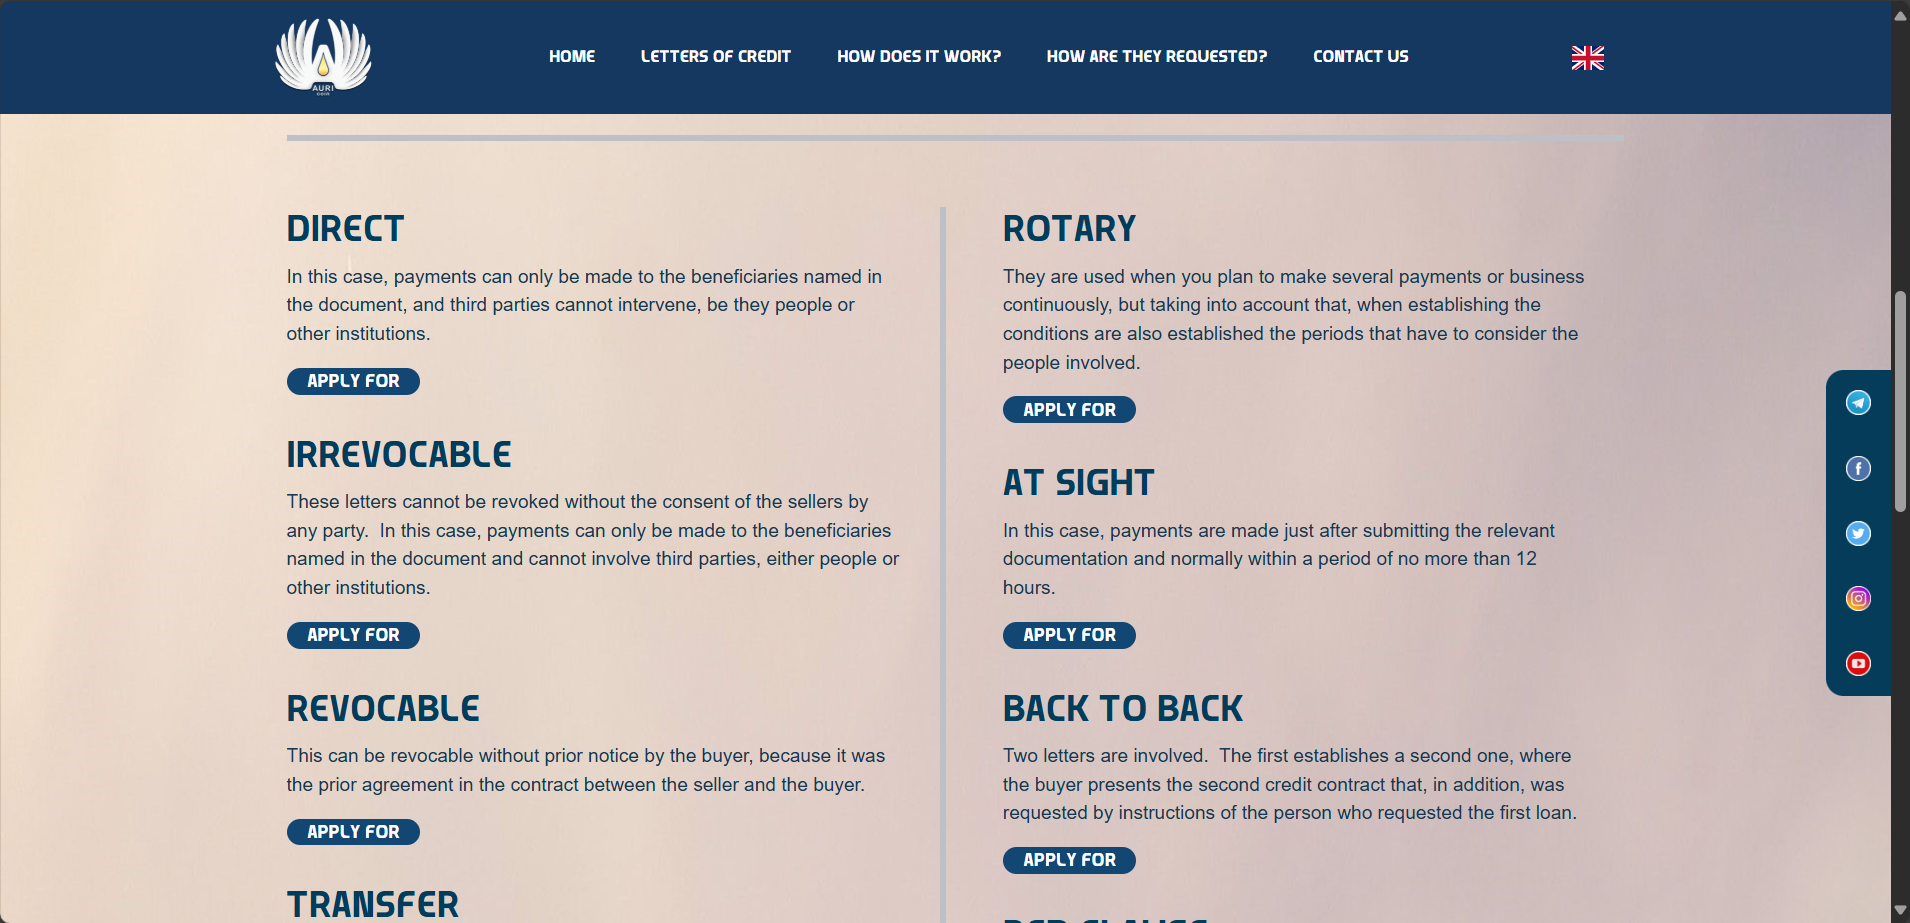 AURI
coin
HOME
LETTERS OF CREDIT
HOW DOES IT WORK?
HOW ARE THEY REQUESTED?
CONTACT US
DIRECT
In this case, payments can only be made to the beneficiaries named in
the document, and third parties cannot intervene, be they people or
other institutions.
APPLY FOR
IRREVOCABLE
These letters cannot be revoked without the consent of the sellers by
any party.  In this case, payments can only be made to the beneficiaries
named in the document and cannot involve third parties, either people or
other institutions.
APPLY FOR
REVOCABLE
This can be revocable without prior notice by the buyer, because it was
the prior agreement in the contract between the seller and the buyer.
APPLY FOR
TRANSFER
ROTARY
They are used when you plan to make several payments or business
continuously, but taking into account that, when establishing the
conditions are also established the periods that have to consider the
people involved.
APPLY FOR
AT SIGHT
In this case, payments are made just after submitting the relevant
documentation and normally within a period of no more than 12
hours.
APPLY FOR
BACK TO BACK
Two letters are involved.  The first establishes a second one, where
the buyer presents the second credit contract that, in addition, was
requested by instructions of the person who requested the first loan.
APPLY FOR